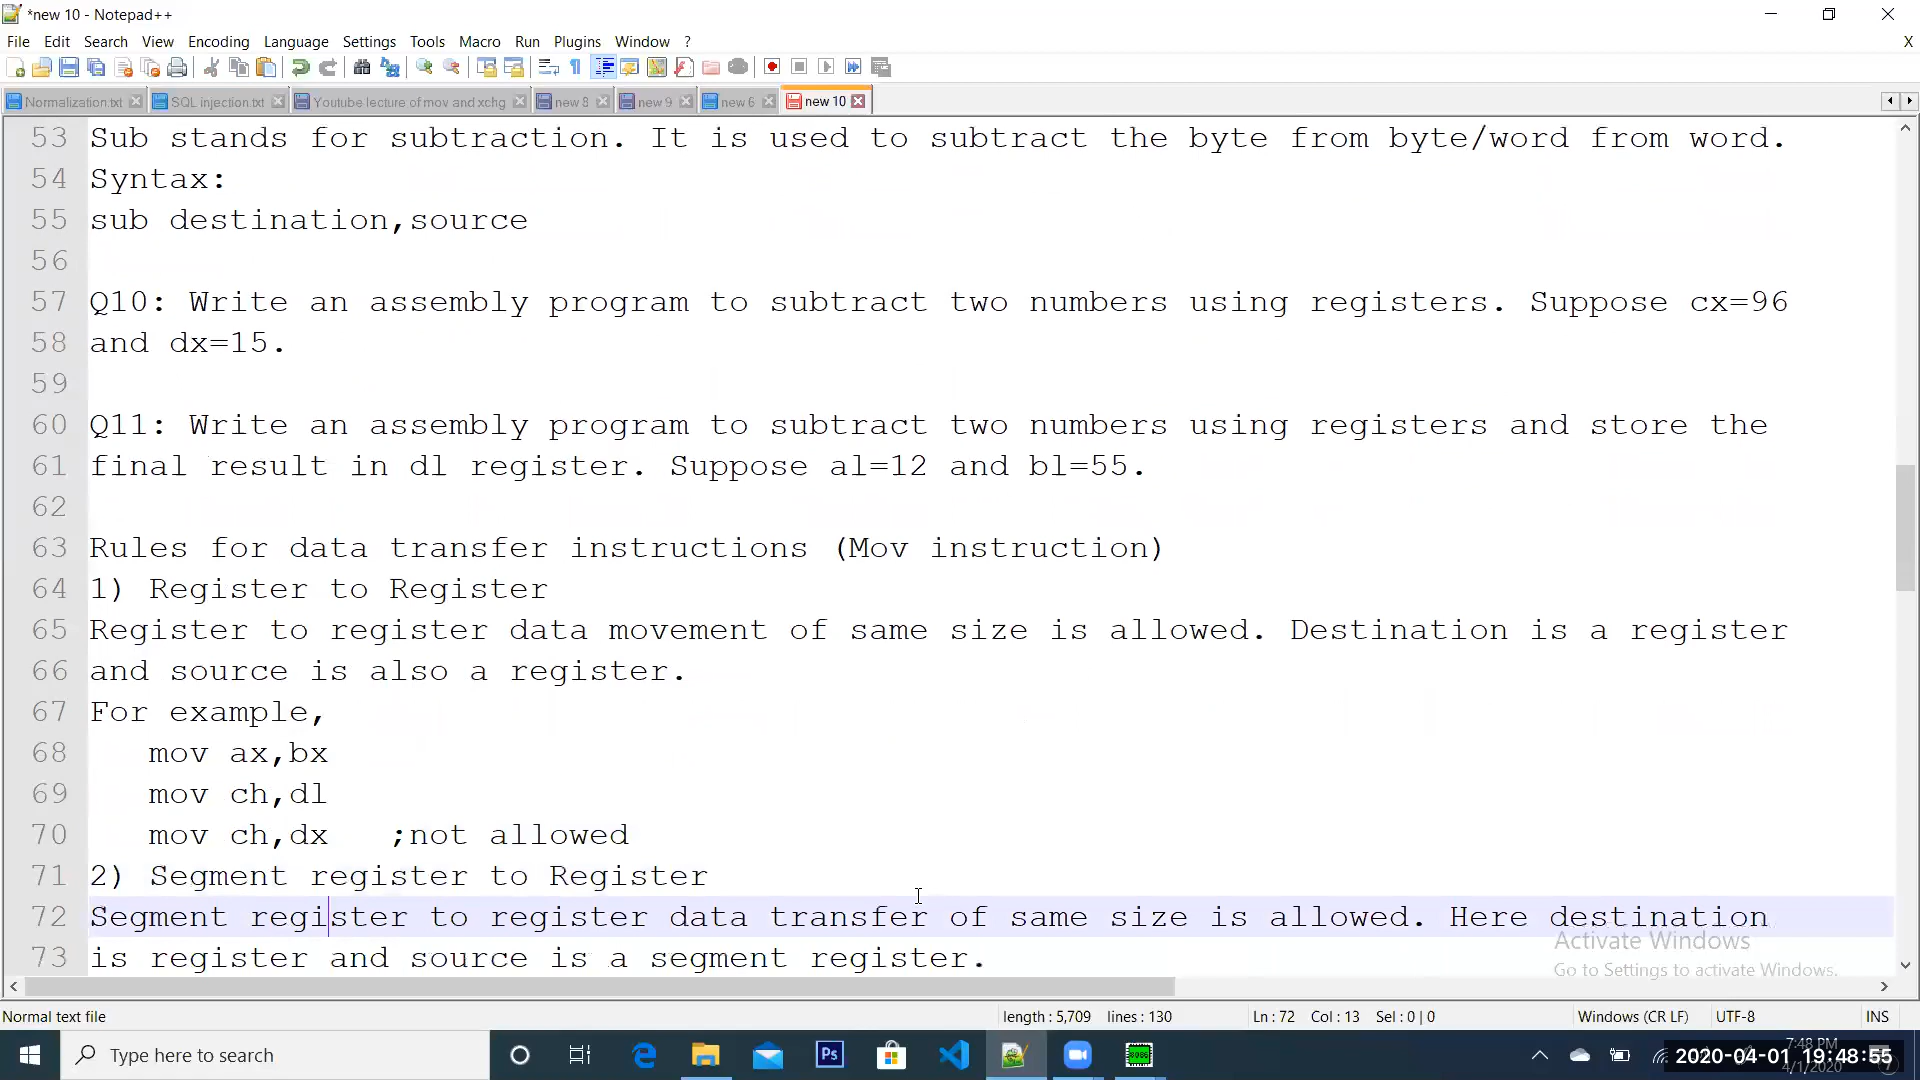 *new 10 - Notepad++
File Edit Search View Encoding Language Settings Tools Macro Run Plugins Window ? X
Normalization.txt SQL injection.txt Youtube lecture of mov and xchg new 8 new 9 new 6 new 10
53 Sub stands for subtraction. It is used to subtract the byte from byte/word from word.
54 Syntax:
55 sub destination,source
56
57 Q10: Write an assembly program to subtract two numbers using registers. Suppose cx=96
58 and dx=15.
59
60 Q11: Write an assembly program to subtract two numbers using registers and store the
61 final result in dl register. Suppose al=12 and bl=55.
62
63 Rules for data transfer instructions (Mov instruction)
64 1) Register to Register
65 Register to register data movement of same size is allowed. Destination is a register
66 and source is also a register.
67 For example,
68 mov ax,bx
69 mov ch,dl
70 mov ch,dx ;not allowed
71 2) Segment register to Register
72 Segment register to register data transfer of same size is allowed. Here destination
73 is register and source is a segment register.
Activate Windows
Go to Settings to activate Windows.
Normal text file length : 5,709 lines : 130 Ln : 72 Col : 13 Sel : 0 | 0 Windows (CR LF) UTF-8 INS
Type here to search Ps 8086 7:48 PM
2020-04-01 19:48:55
4/1/2020 7